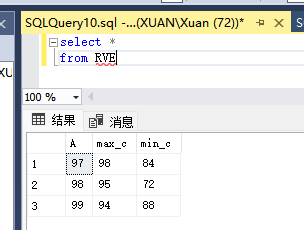 SQLQuery10.sql -...(XUAN\Xuan (72))*
select *
from RVE
100 %
结果 消息
A max_c min_c
1 97 98 84
2 98 95 72
3 99 94 88